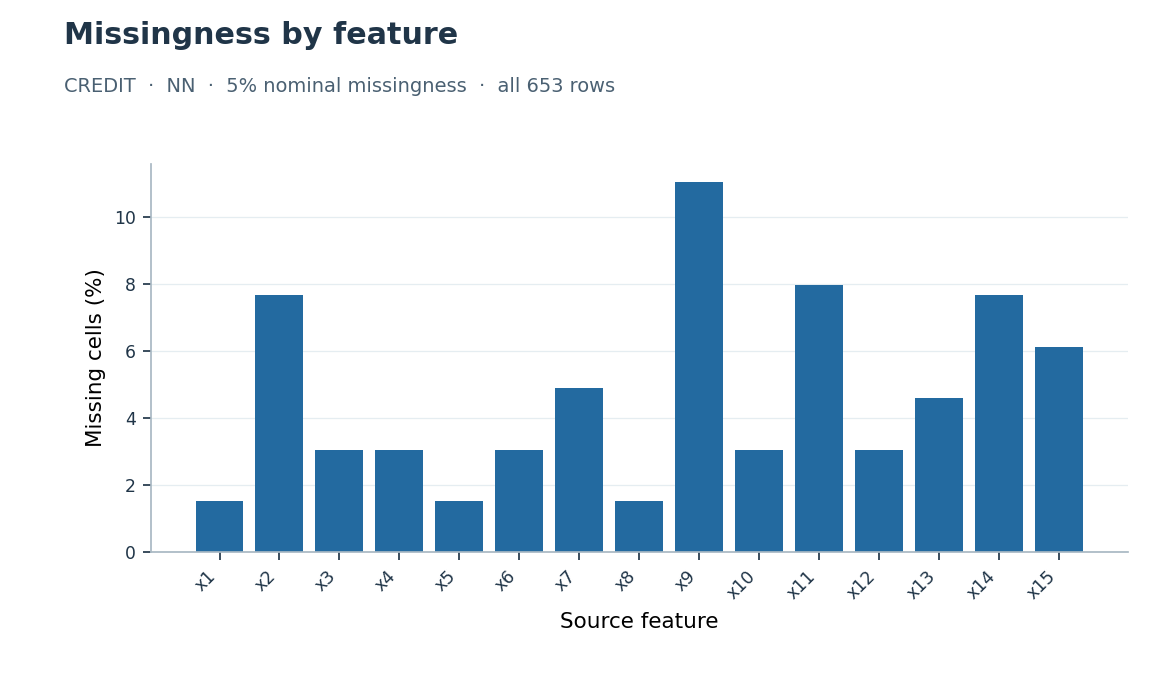 Missingness by feature
CREDIT · NN · 5% nominal missingness · all 653 rows
Missing cells (%)
10
8
6
4
2
0
x1 x2 x3 x4 x5 x6 x7 x8 x9 x10 x11 x12 x13 x14 x15
Source feature